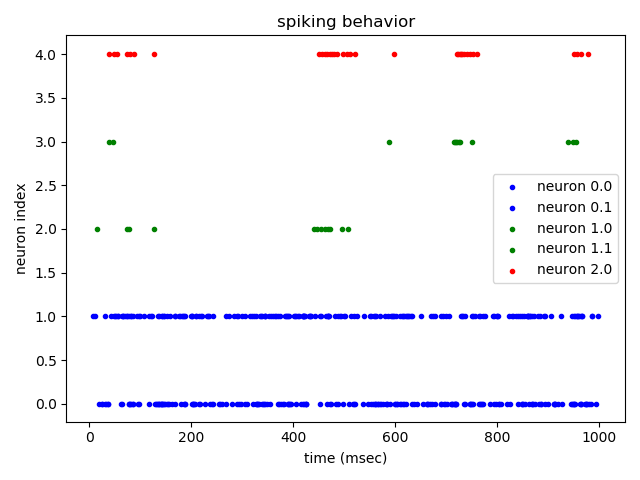 spiking behavior
4.0
3.5
3.0
2.5
2.0
1.5
1.0
0.5
0.0
neuron index
neuron 0.0
neuron 0.1
neuron 1.0
neuron 1.1
neuron 2.0
0 200 400 600 800 1000
time (msec)